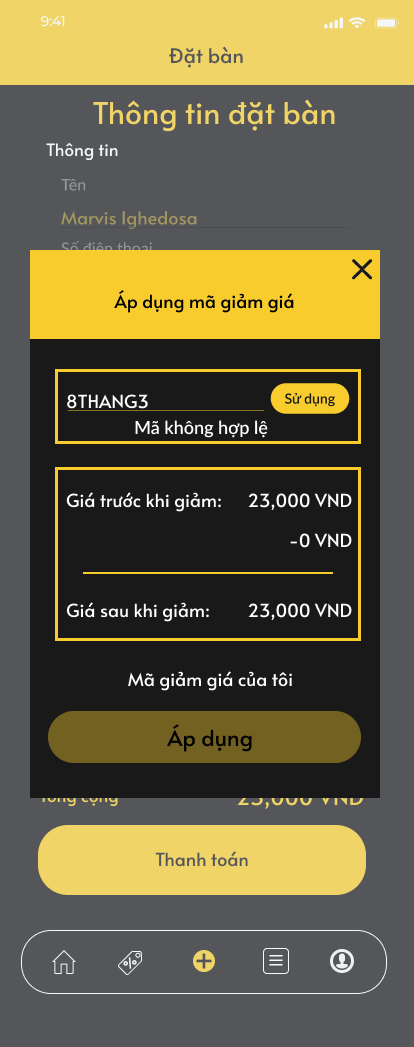 9:41
Đặt bàn
Thông tin đặt bàn
Thông tin
Tên
Marvis Ighedosa
Số điện thoại
Áp dụng mã giảm giá
8THANG3
Sử dụng
Mã không hợp lệ
Giá trước khi giảm: 23,000 VND
-0 VND
Giá sau khi giảm: 23,000 VND
Mã giảm giá của tôi
Áp dụng
Tổng cộng 23,000 VND
Thanh toán